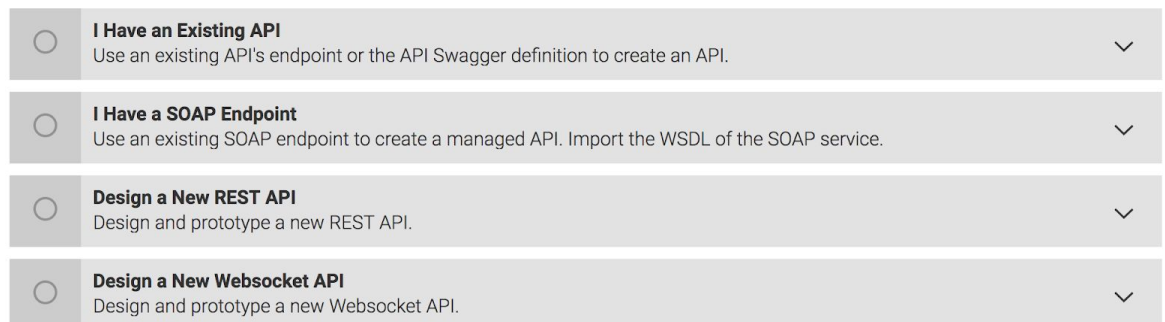 I Have an Existing API
Use an existing API's endpoint or the API Swagger definition to create an API.
I Have a SOAP Endpoint
Use an existing SOAP endpoint to create a managed API. Import the WSDL of the SOAP service.
Design a New REST API
Design and prototype a new REST API.
Design a New Websocket API
Design and prototype a new Websocket API.